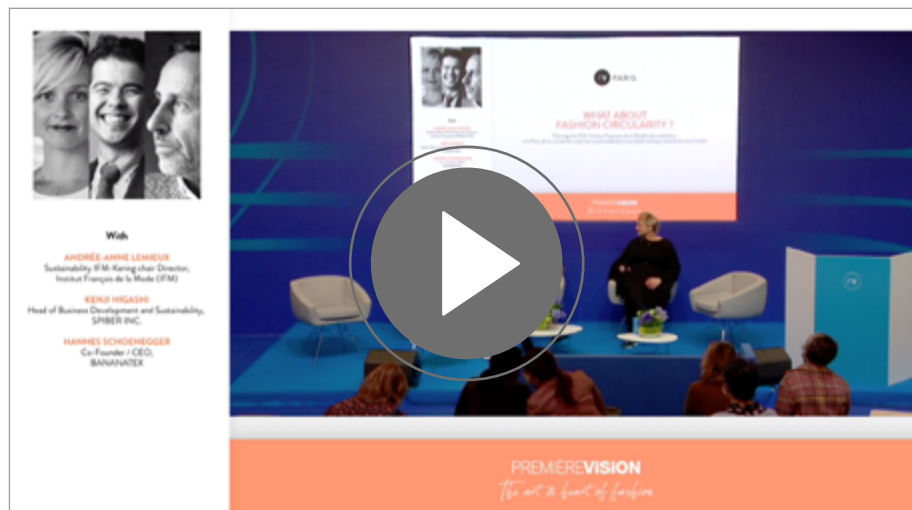 With
ANDRÉE-ANNE LEMIEUX
Sustainability IFM-Kering chair Director,
Institut Français de la Mode (IFM)
KENJI HIGASHI
Head of Business Development and Sustainability,
SPIBER INC.
HANNES SCHOENEGGER
Co-Founder / CEO,
BANANATEX
PARIS
WHAT ABOUT
FASHION CIRCULARITY ?
PREMIÈREVISION
PREMIÈREVISION
The art & heart of fashion